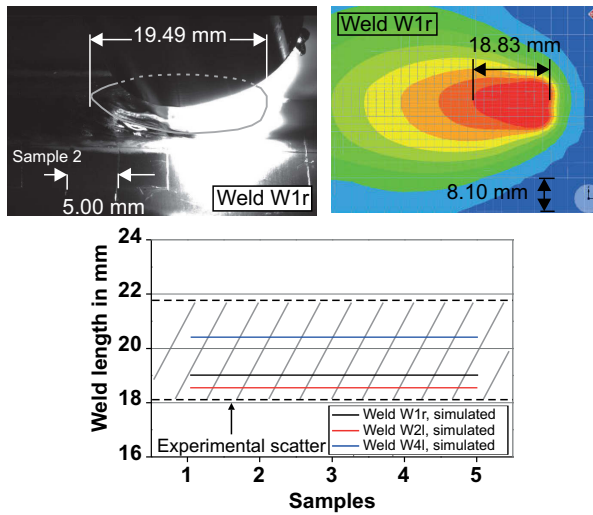 19.49 mm
Sample 2
5.00 mm
Weld W1r
Weld W1r
18.83 mm
8.10 mm
Weld length in mm
24
22
20
18
16
Experimental scatter
Weld W1r, simulated
Weld W2l, simulated
Weld W4l, simulated
1 2 3 4 5
Samples